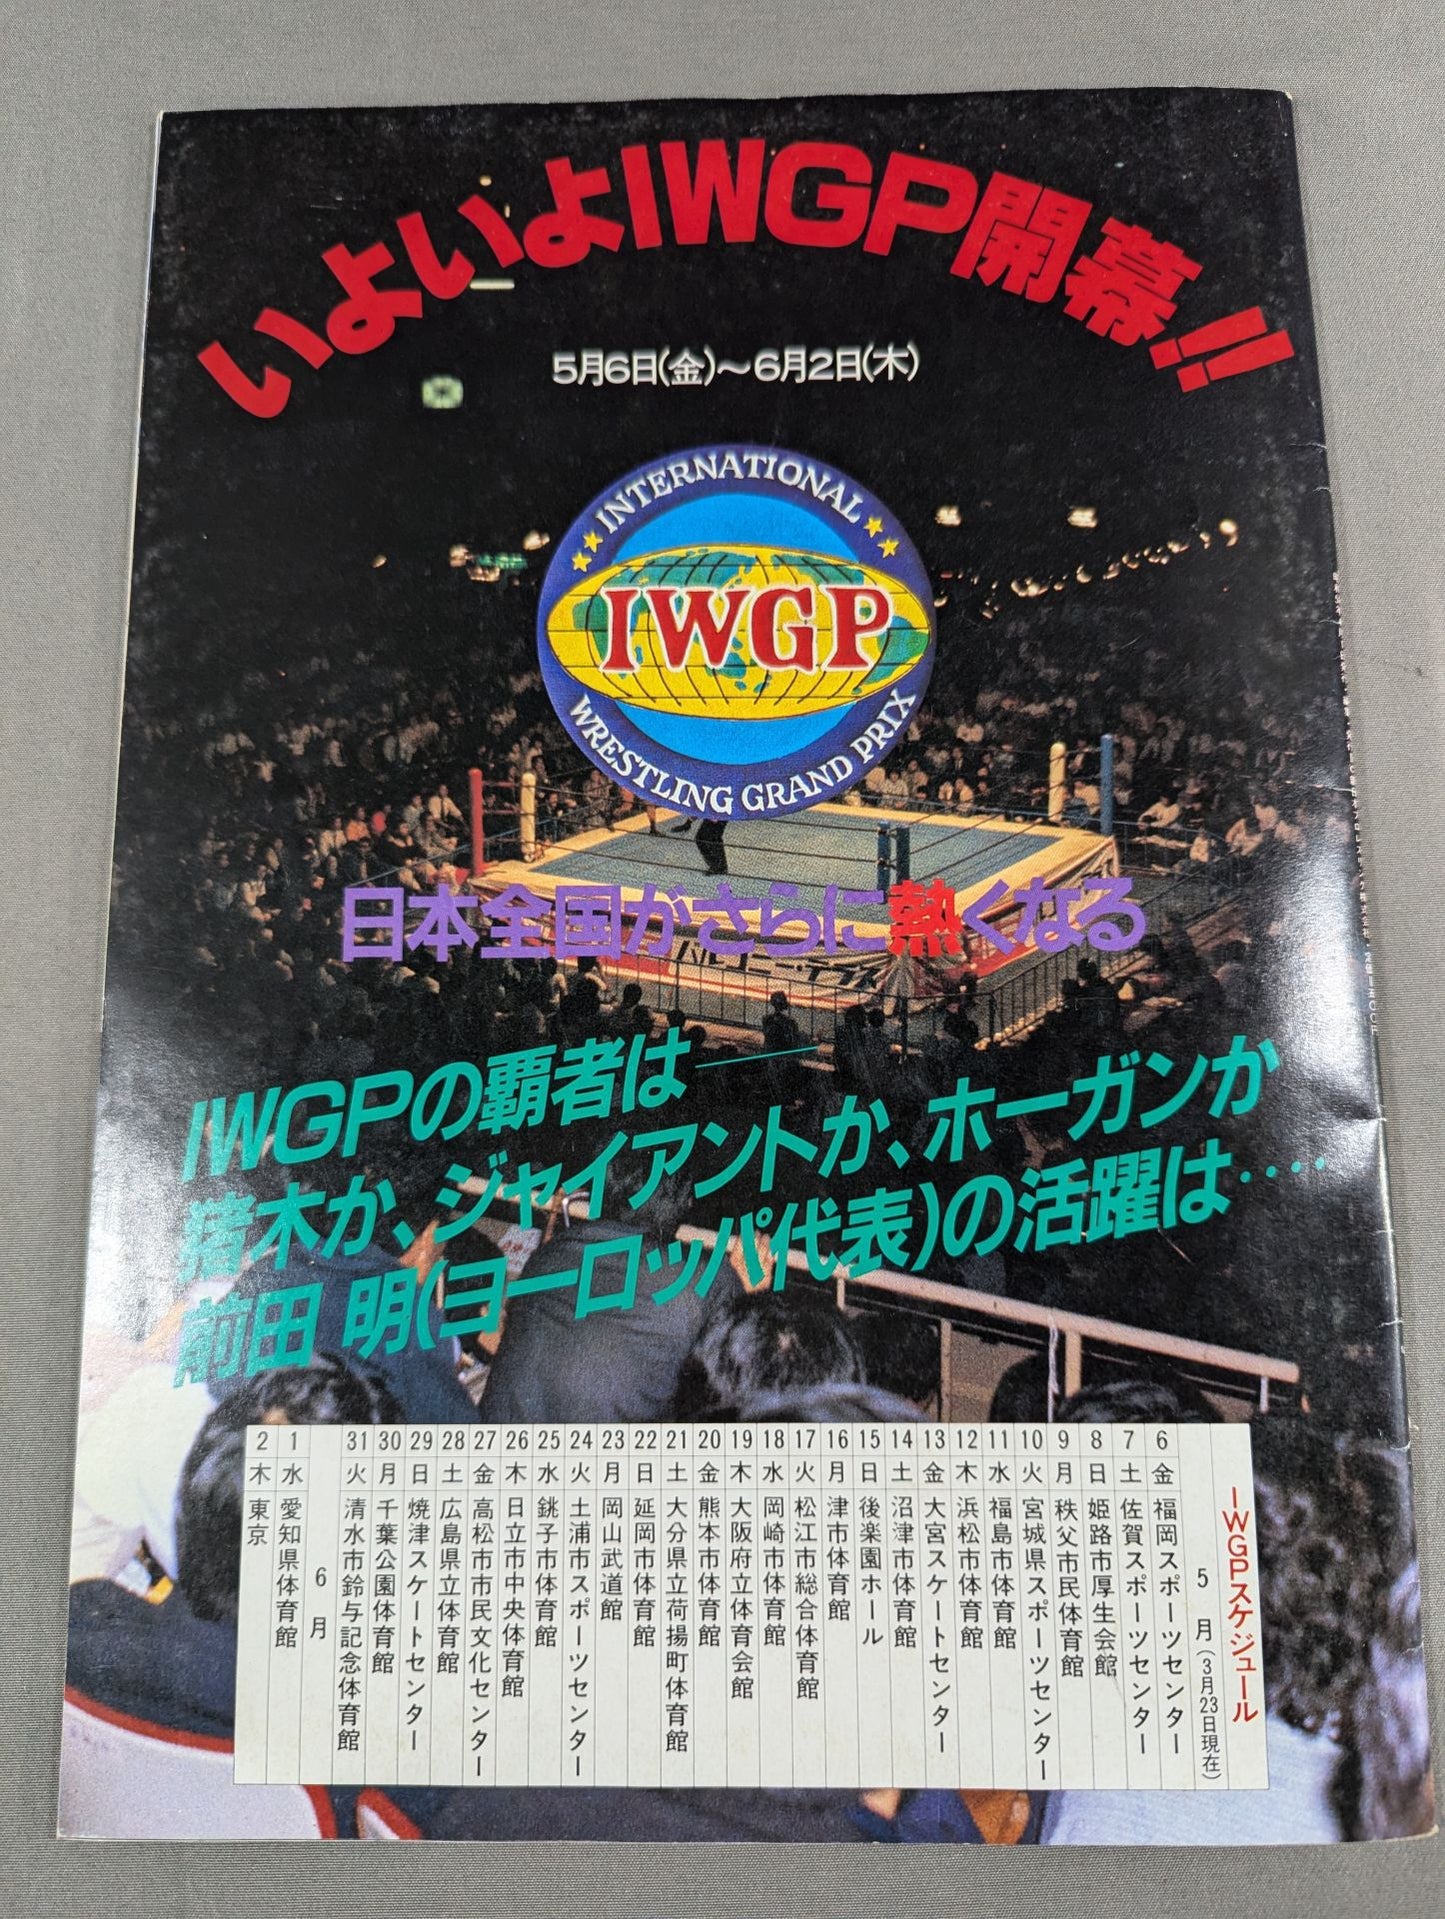 いよいよIWGP開幕!!
5月6日(金)～6月2日(木)
INTERNATIONAL
IWGP
WRESTLING GRAND PRIX
日本全国がさらに熱くなる
IWGPの覇者は──
猪木か、ジャイアントか、ホーガンか
前田 明(ヨーロッパ代表)の活躍は‥‥
IWGPスケジュール
5月(3月23日現在)
6 金 福岡スポーツセンター
7 土 佐賀スポーツセンター
8 日 姫路市厚生会館
9 月 秩父市民体育館
10 火 宮城県スポーツセンター
11 水 福島市体育館
12 木 浜松市体育館
13 金 大宮スケートセンター
14 土 沼津市体育館
15 日 後楽園ホール
16 月 津市体育館
17 火 松江市総合体育館
18 水 岡崎市体育館
19 木 大阪府立体育会館
20 金 熊本市体育館
21 土 大分県立荷揚町体育館
22 日 延岡市体育館
23 月 岡山武道館
24 火 土浦市スポーツセンター
25 水 銚子市体育館
26 木 日立市中央体育館
27 金 高松市市民文化センター
28 土 広島県立体育館
29 日 焼津スケートセンター
30 月 千葉公園体育館
31 火 清水市鈴与記念体育館
6月
1 水 愛知県体育館
2 木 東京